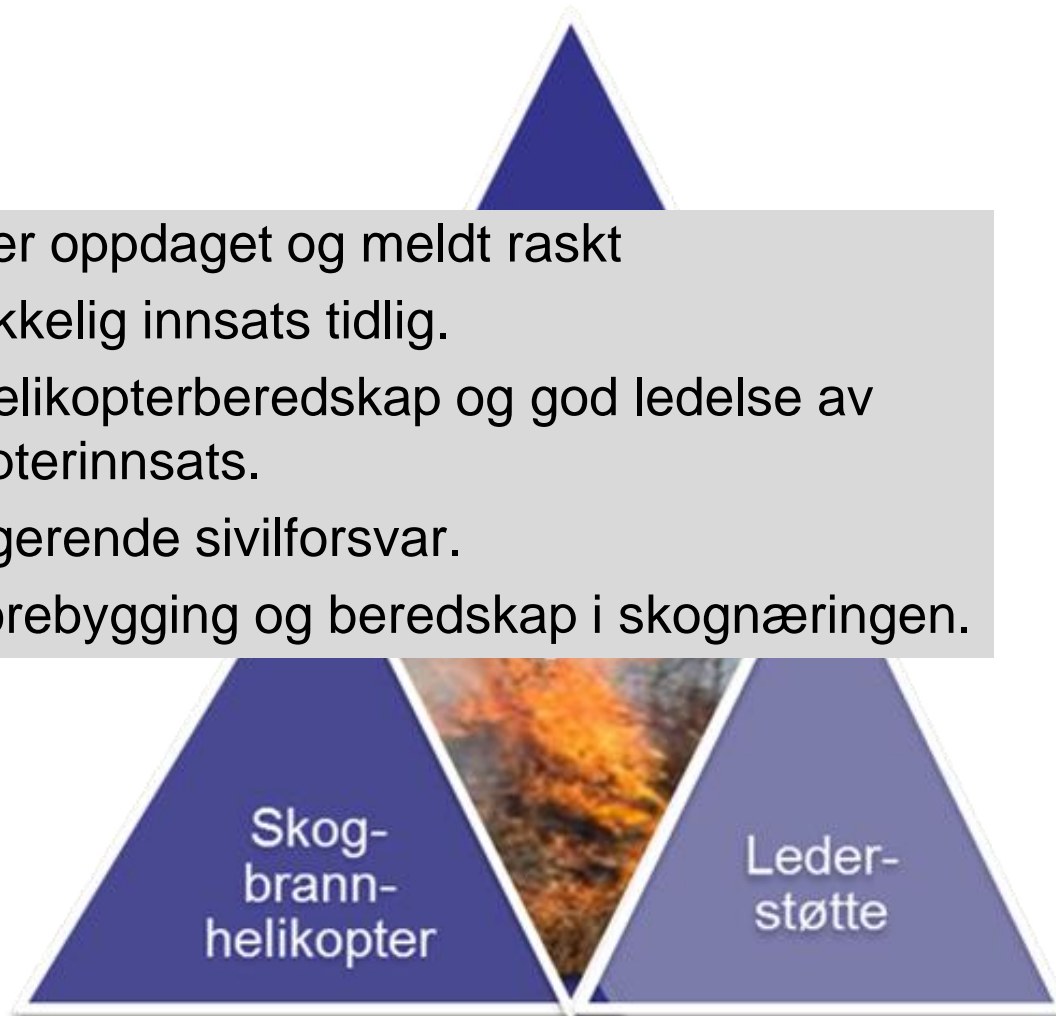 er oppdaget og meldt raskt
kkelig innsats tidlig.
elikopterberedskap og god ledelse av
oterinnsats.
gerende sivilforsvar.
orebygging og beredskap i skognæringen.
Skog-
brann-
helikopter
Leder-
støtte